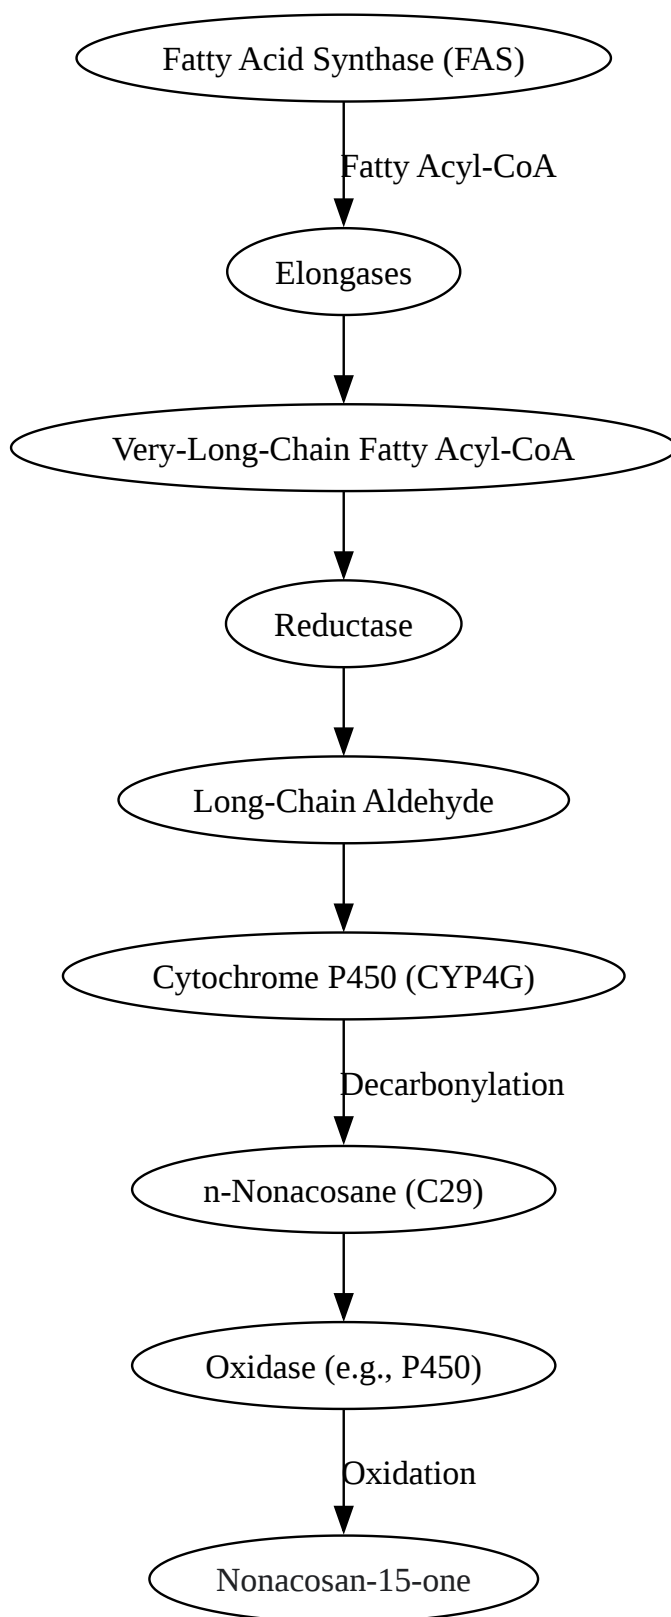 Fatty Acid Synthase (FAS)
Fatty Acyl-CoA
Elongases
Very-Long-Chain Fatty Acyl-CoA
Reductase
Long-Chain Aldehyde
Cytochrome P450 (CYP4G)
Decarbonylation
n-Nonacosane (C29)
Oxidase (e.g., P450)
Oxidation
Nonacosan-15-one